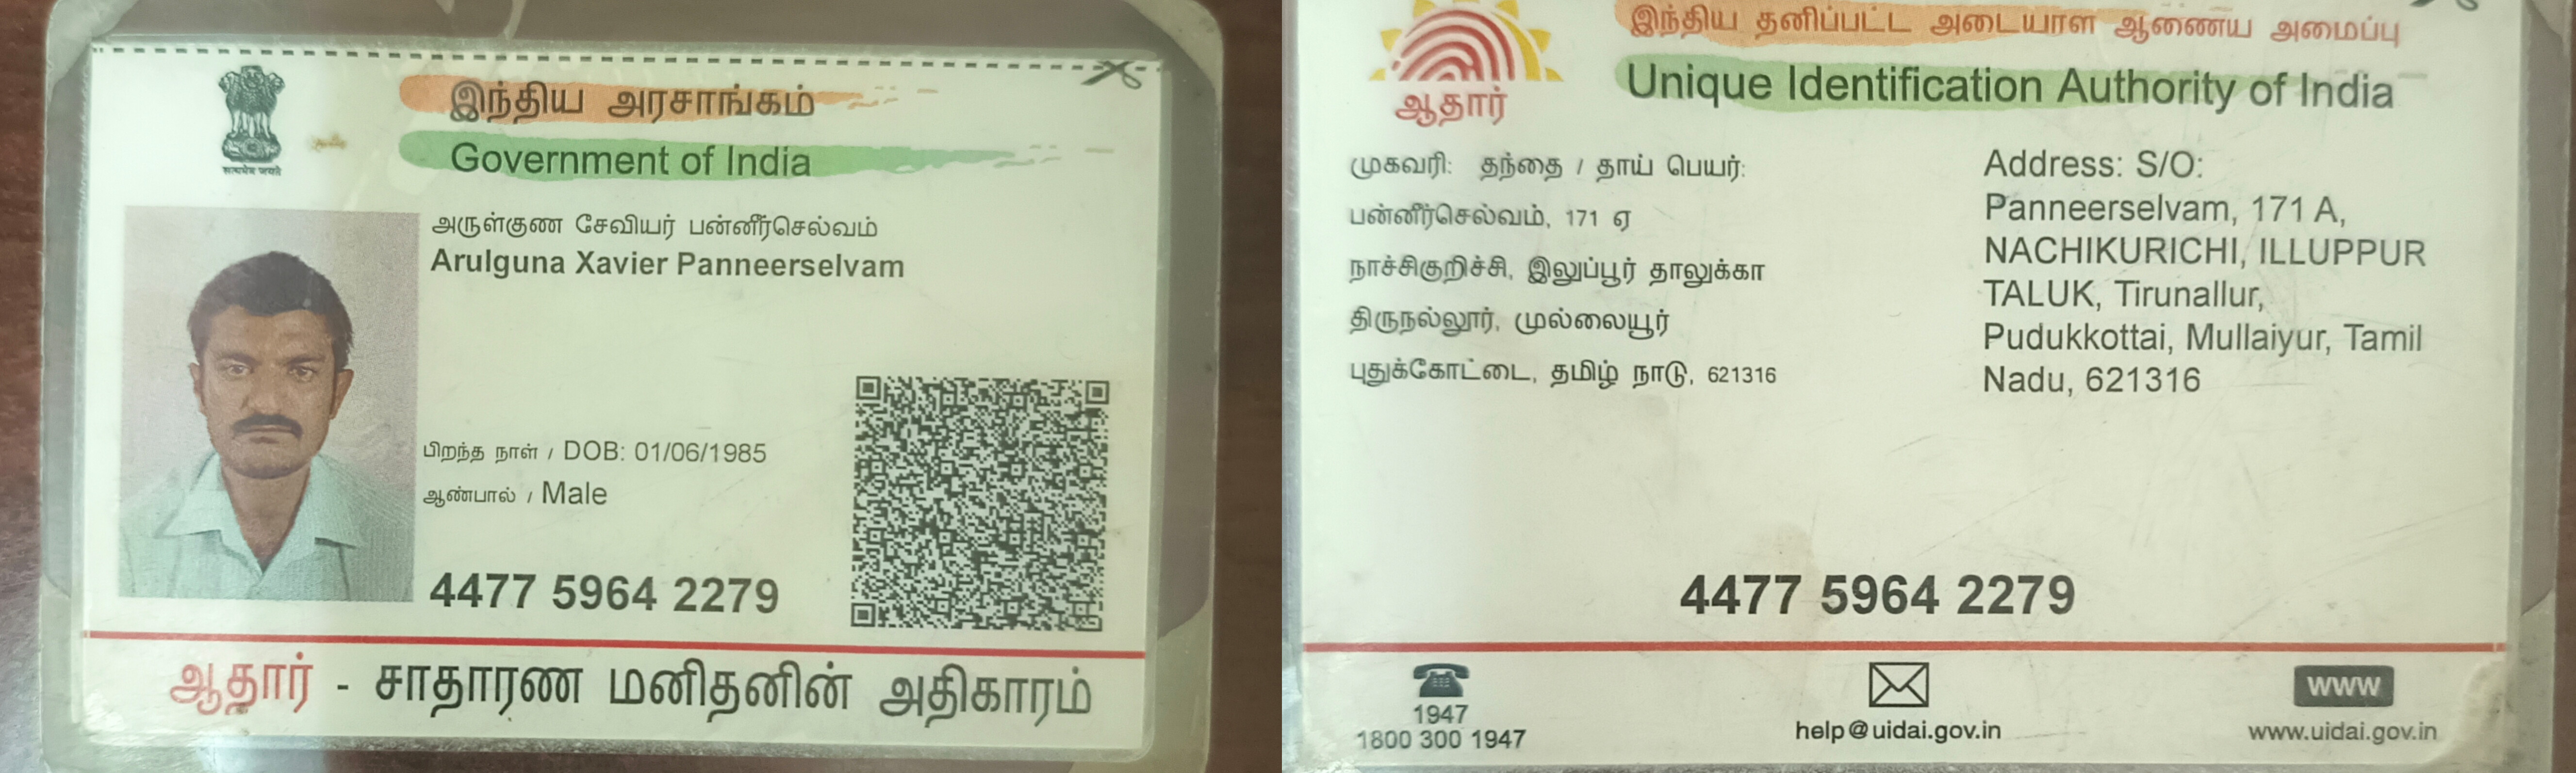 இந்திய அரசாங்கம்
Government of India
सत्यमेव जयते
அருள்குண சேவியர் பன்னீர்செல்வம்
Arulguna Xavier Panneerselvam
பிறந்த நாள் / DOB: 01/06/1985
ஆண்பால் / Male
4477 5964 2279
ஆதார் - சாதாரண மனிதனின் அதிகாரம்
இந்திய தனிப்பட்ட அடையாள ஆணைய அமைப்பு
Unique Identification Authority of India
ஆதார்
முகவரி: தந்தை / தாய் பெயர்:
பன்னீர்செல்வம், 171 ஏ
நாச்சிகுறிச்சி, இலுப்பூர் தாலுக்கா
திருநல்லூர், முல்லையூர்
புதுக்கோட்டை, தமிழ் நாடு, 621316
Address: S/O:
Panneerselvam, 171 A,
NACHIKURICHI, ILLUPPUR
TALUK, Tirunallur,
Pudukkottai, Mullaiyur, Tamil
Nadu, 621316
4477 5964 2279
1947
1800 300 1947
help@uidai.gov.in
www
www.uidai.gov.in